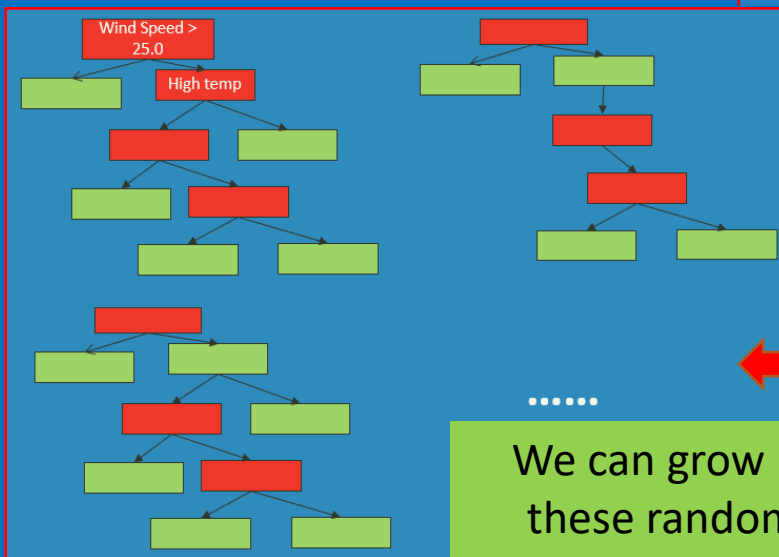 Wind Speed >
25.0
High temp
......
We can grow
these random